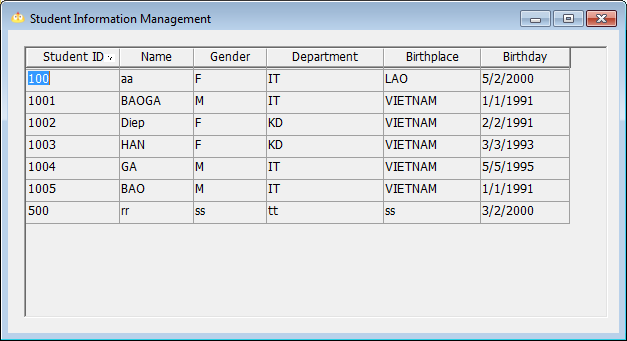 Student Information Management
Student ID Name Gender Department Birthplace Birthday
100 aa F IT LAO 5/2/2000
1001 BAOGA M IT VIETNAM 1/1/1991
1002 Diep F KD VIETNAM 2/2/1991
1003 HAN F KD VIETNAM 3/3/1993
1004 GA M IT VIETNAM 5/5/1995
1005 BAO M IT VIETNAM 1/1/1991
500 rr ss tt ss 3/2/2000